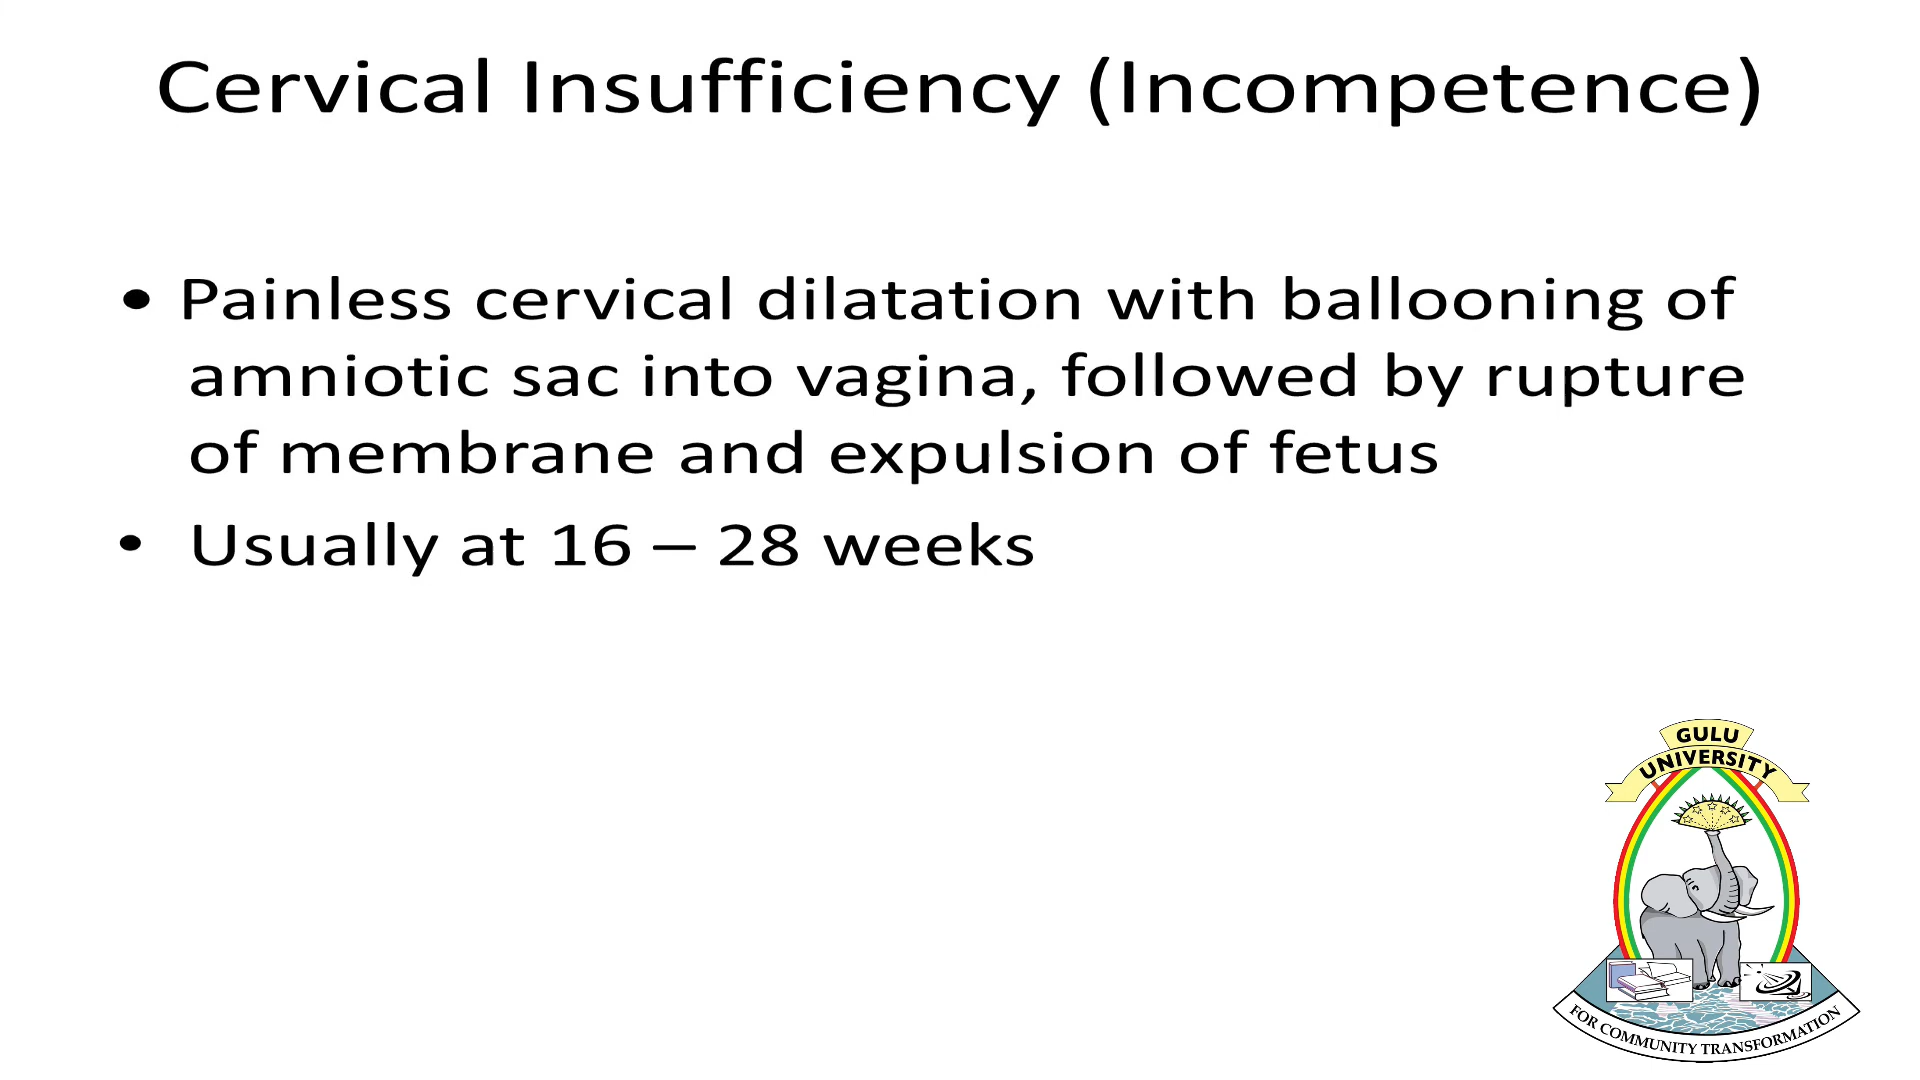 Cervical Insufficiency (Incompetence)
• Painless cervical dilatation with ballooning of
amniotic sac into vagina, followed by rupture
of membrane and expulsion of fetus
• Usually at 16 – 28 weeks
GULU
UNIVERSITY
FOR COMMUNITY TRANSFORMATION